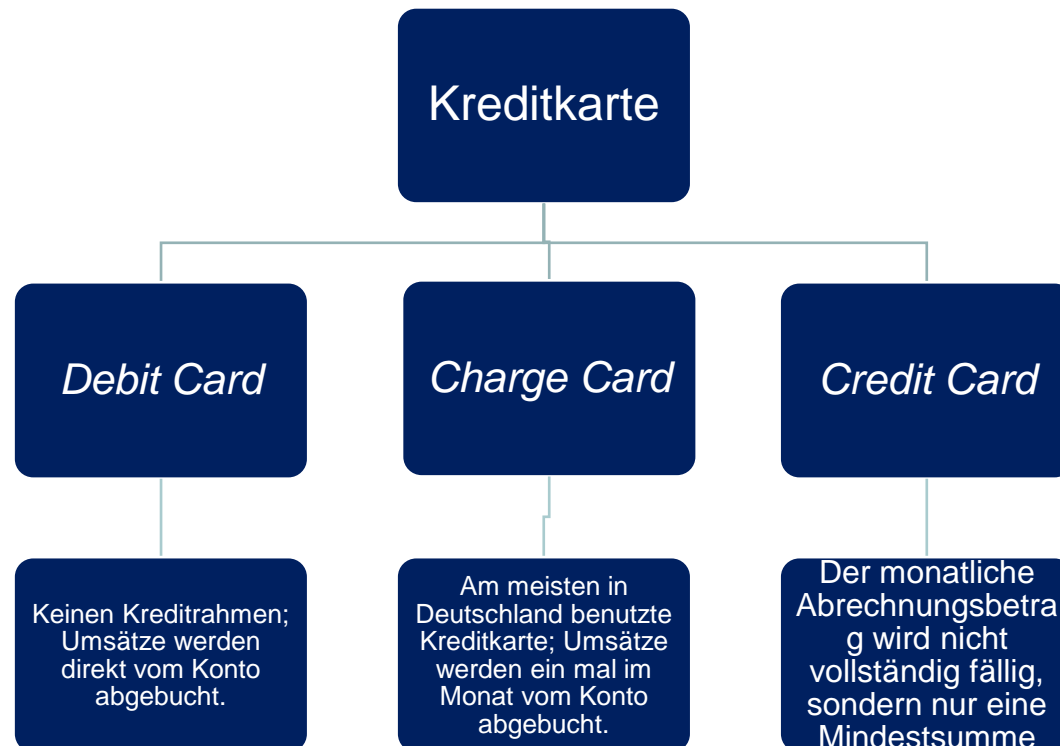 Kreditkarte
Debit Card
Charge Card
Credit Card
Keinen Kreditrahmen;
Umsätze werden
direkt vom Konto
abgebucht.
Am meisten in
Deutschland benutzte
Kreditkarte; Umsätze
werden ein mal im
Monat vom Konto
abgebucht.
Der monatliche
Abrechnungsbetra
g wird nicht
vollständig fällig,
sondern nur eine
Mindestsumme